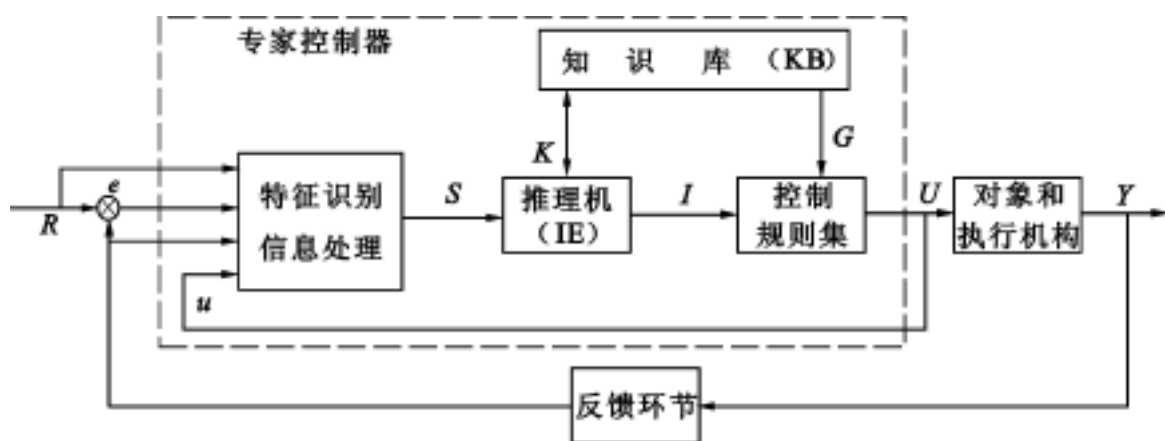 专家控制器
知 识 库 (KB)
K
G
e
R
特征识别
信息处理
S
推理机
(IE)
I
控制
规则集
U
对象和
执行机构
Y
u
反馈环节